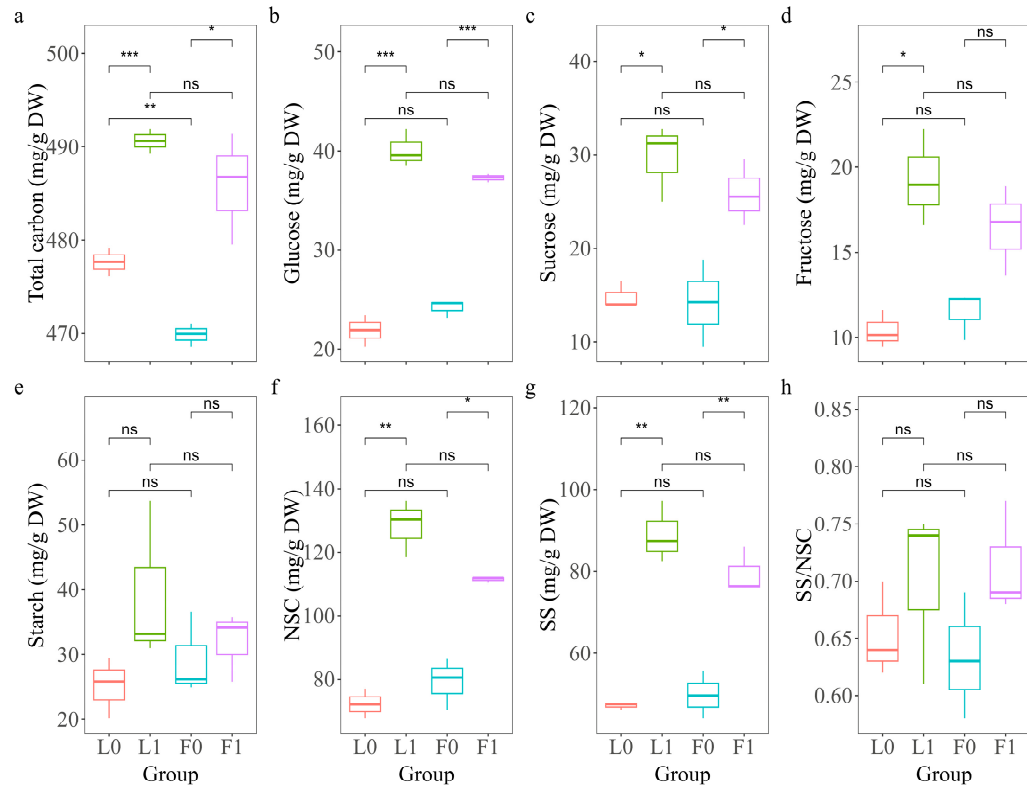 a
Total carbon (mg/g DW)
500
490
480
470
***
*
ns
**
b
Glucose (mg/g DW)
50
40
30
20
***
***
ns
ns
c
Sucrose (mg/g DW)
40
30
20
10
*
*
ns
ns
d
Fructose (mg/g DW)
25
20
15
10
ns
*
ns
ns
e
Starch (mg/g DW)
60
50
40
30
20
ns
ns
ns
ns
L0 L1 F0 F1
Group
f
NSC (mg/g DW)
160
140
120
100
80
*
**
ns
ns
L0 L1 F0 F1
Group
g
SS (mg/g DW)
120
100
80
60
**
**
ns
ns
L0 L1 F0 F1
Group
h
SS/NSC
0.85
0.80
0.75
0.70
0.65
0.60
ns
ns
ns
ns
L0 L1 F0 F1
Group